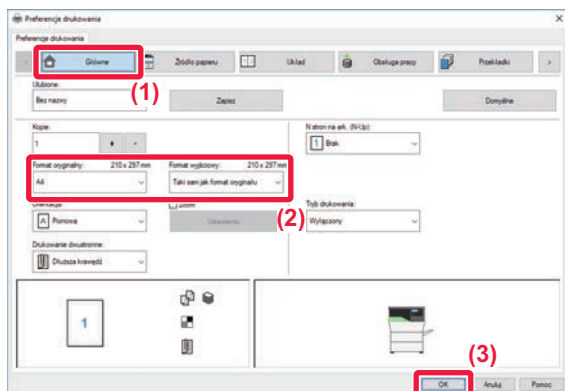 Preferencje drukowania
Preferencje drukowania
Główne
Źródło papieru
Układ
Obsługa pracy
Przekładki
Ulubione:
(1)
Bez nazwy
Zapisz
Domyślne
Kopie:
N stron na ark. (N-Up):
1
+ -
1 Brak
Format oryginału: 210 x 297 mm
Format wyjściowy: 210 x 297 mm
A4
Taki sam jak format oryginału
(2)
Orientacja:
Zoom
Tryb drukowania:
A Pionowa
Ustawienia...
Wyłączony
Drukowanie dwustronne:
Dłuższa krawędź
1
(3)
OK
Anuluj
Pomoc